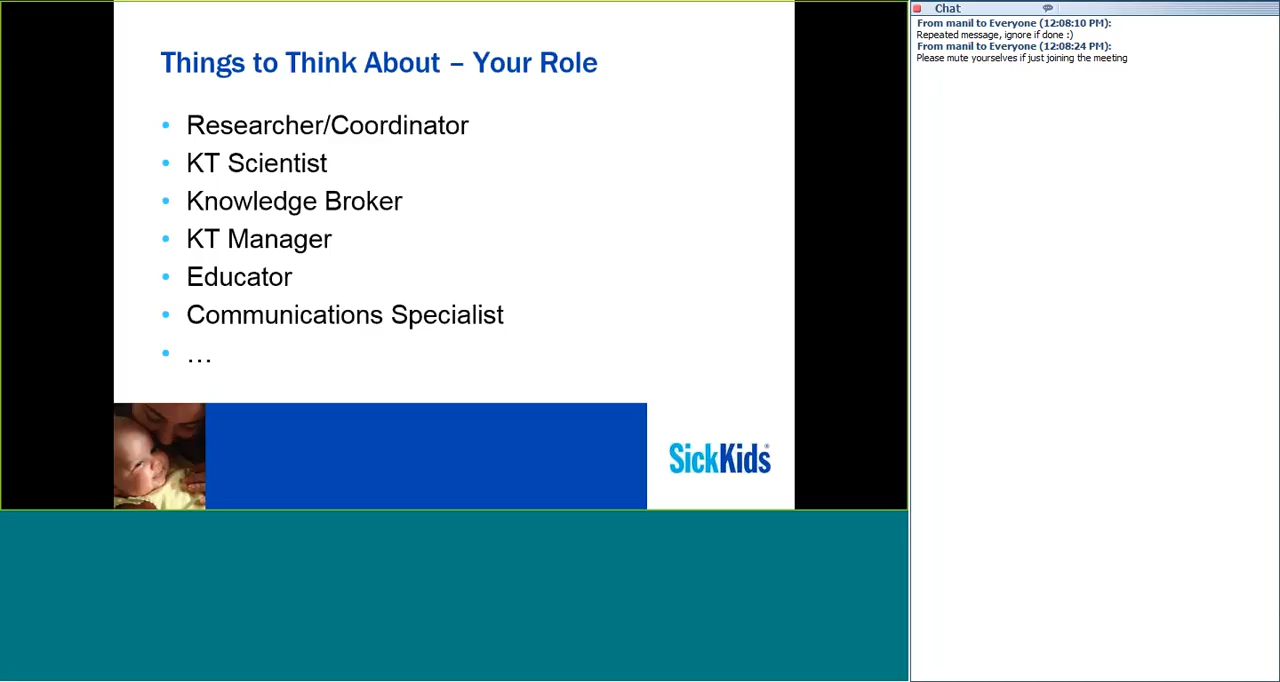 Things to Think About – Your Role
• Researcher/Coordinator
• KT Scientist
• Knowledge Broker
• KT Manager
• Educator
• Communications Specialist
• …
SickKids®
Chat
From manil to Everyone (12:08:10 PM):
Repeated message, ignore if done :)
From manil to Everyone (12:08:24 PM):
Please mute yourselves if just joining the meeting